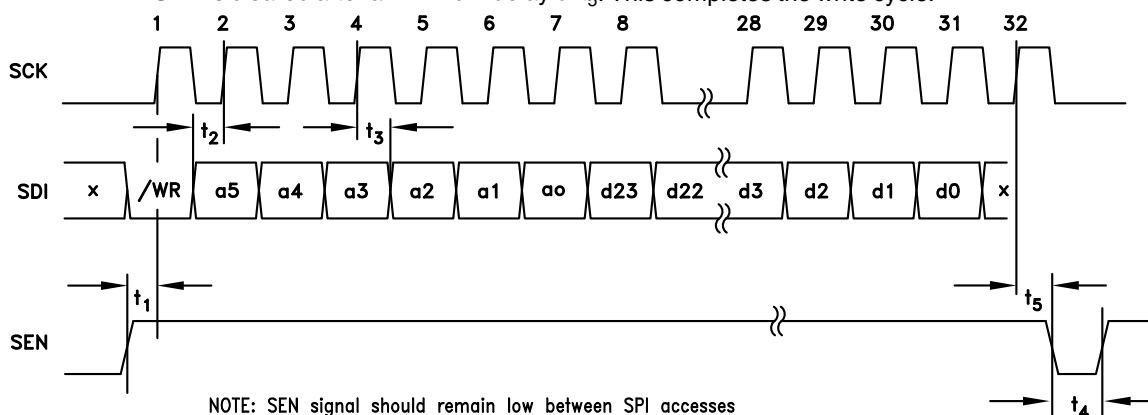 1 2 3 4 5 6 7 8 28 29 30 31 32
SCK
t2 t3
SDI x /WR a5 a4 a3 a2 a1 ao d23 d22 d3 d2 d1 d0 x
t1 t5
SEN
t4
NOTE: SEN signal should remain low between SPI accesses